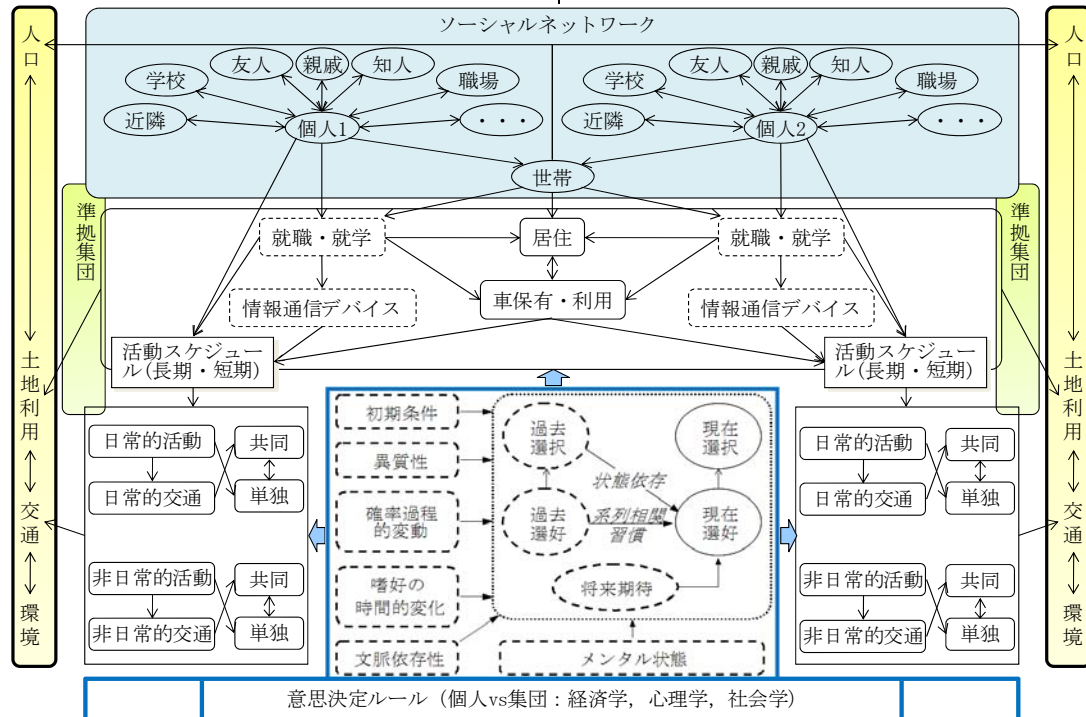 ソーシャルネットワーク
人口
土地利用
交通
環境
人口
土地利用
交通
環境
準拠集団
準拠集団
友人
親戚
知人
学校
職場
近隣
個人1
・・・
友人
親戚
知人
学校
職場
近隣
個人2
・・・
世帯
就職・就学
居住
就職・就学
情報通信デバイス
車保有・利用
情報通信デバイス
活動スケジュー
ル(長期・短期)
活動スケジュー
ル(長期・短期)
日常的活動
共同
日常的交通
単独
非日常的活動
共同
非日常的交通
単独
初期条件
異質性
確率過程
的変動
嗜好の
時間的変化
文脈依存性
過去
選択
現在
選択
状態依存
過去
選好
系列相関
習慣
現在
選好
将来期待
メンタル状態
日常的活動
共同
日常的交通
単独
非日常的活動
共同
非日常的交通
単独
意思決定ルール（個人vs集団：経済学，心理学，社会学）